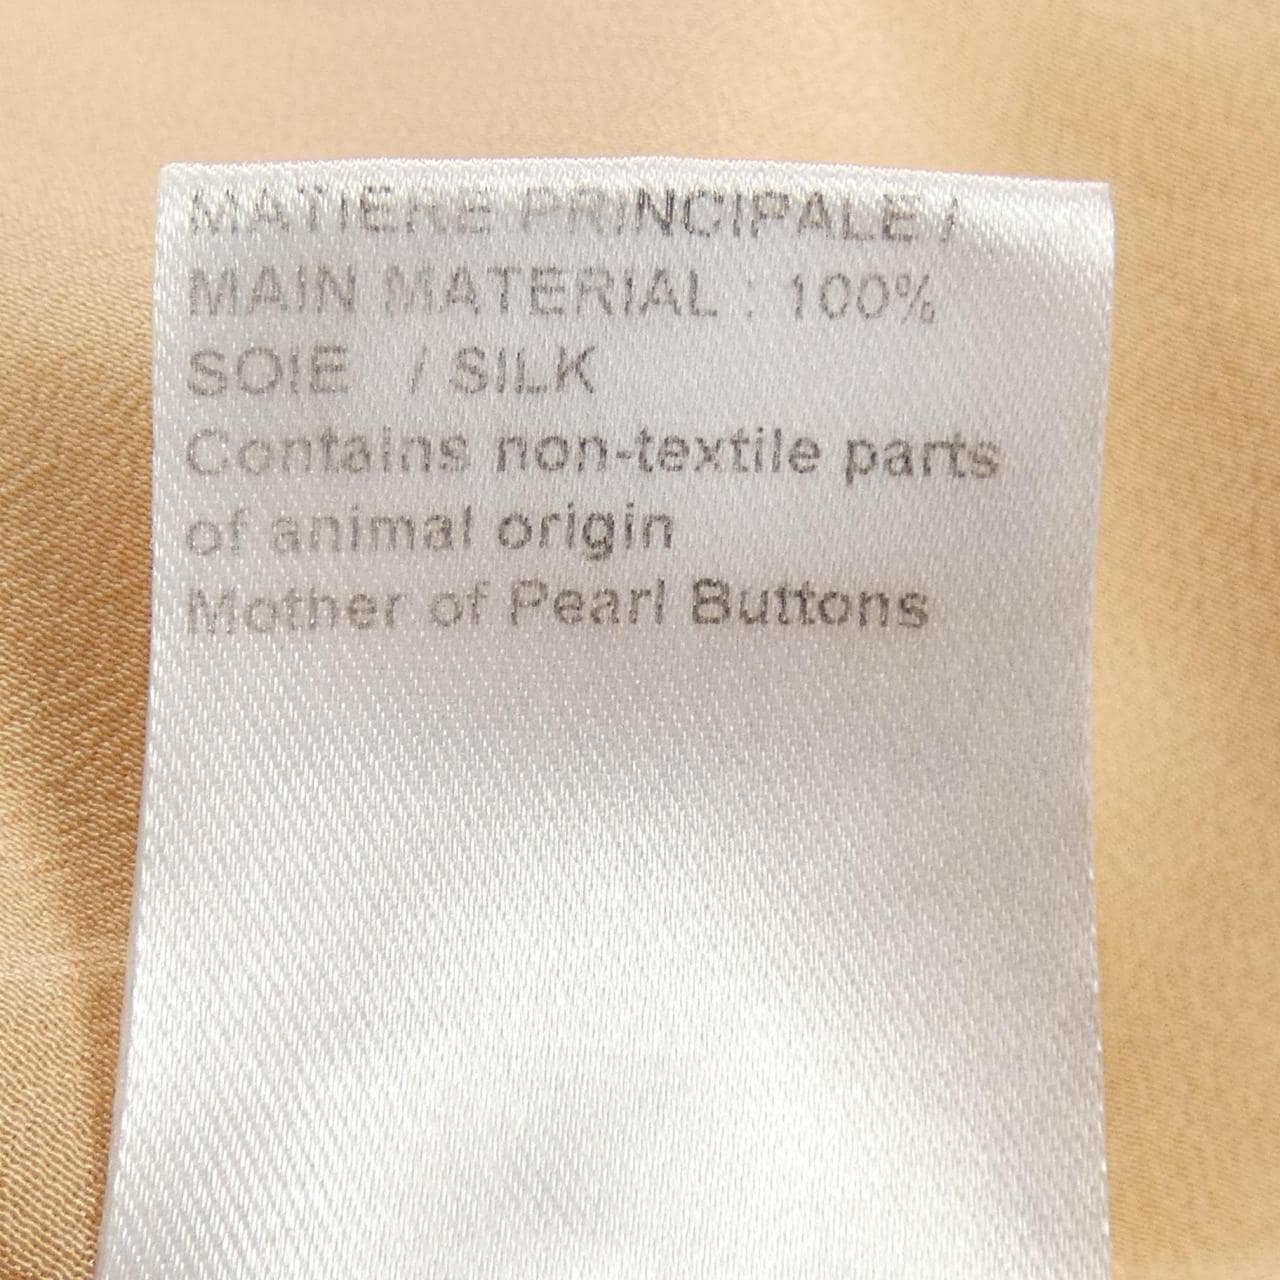 MATIERE PRINCIPALE /
MAIN MATERIAL : 100%
SOIE / SILK
Contains non-textile parts
of animal origin
Mother of Pearl Buttons